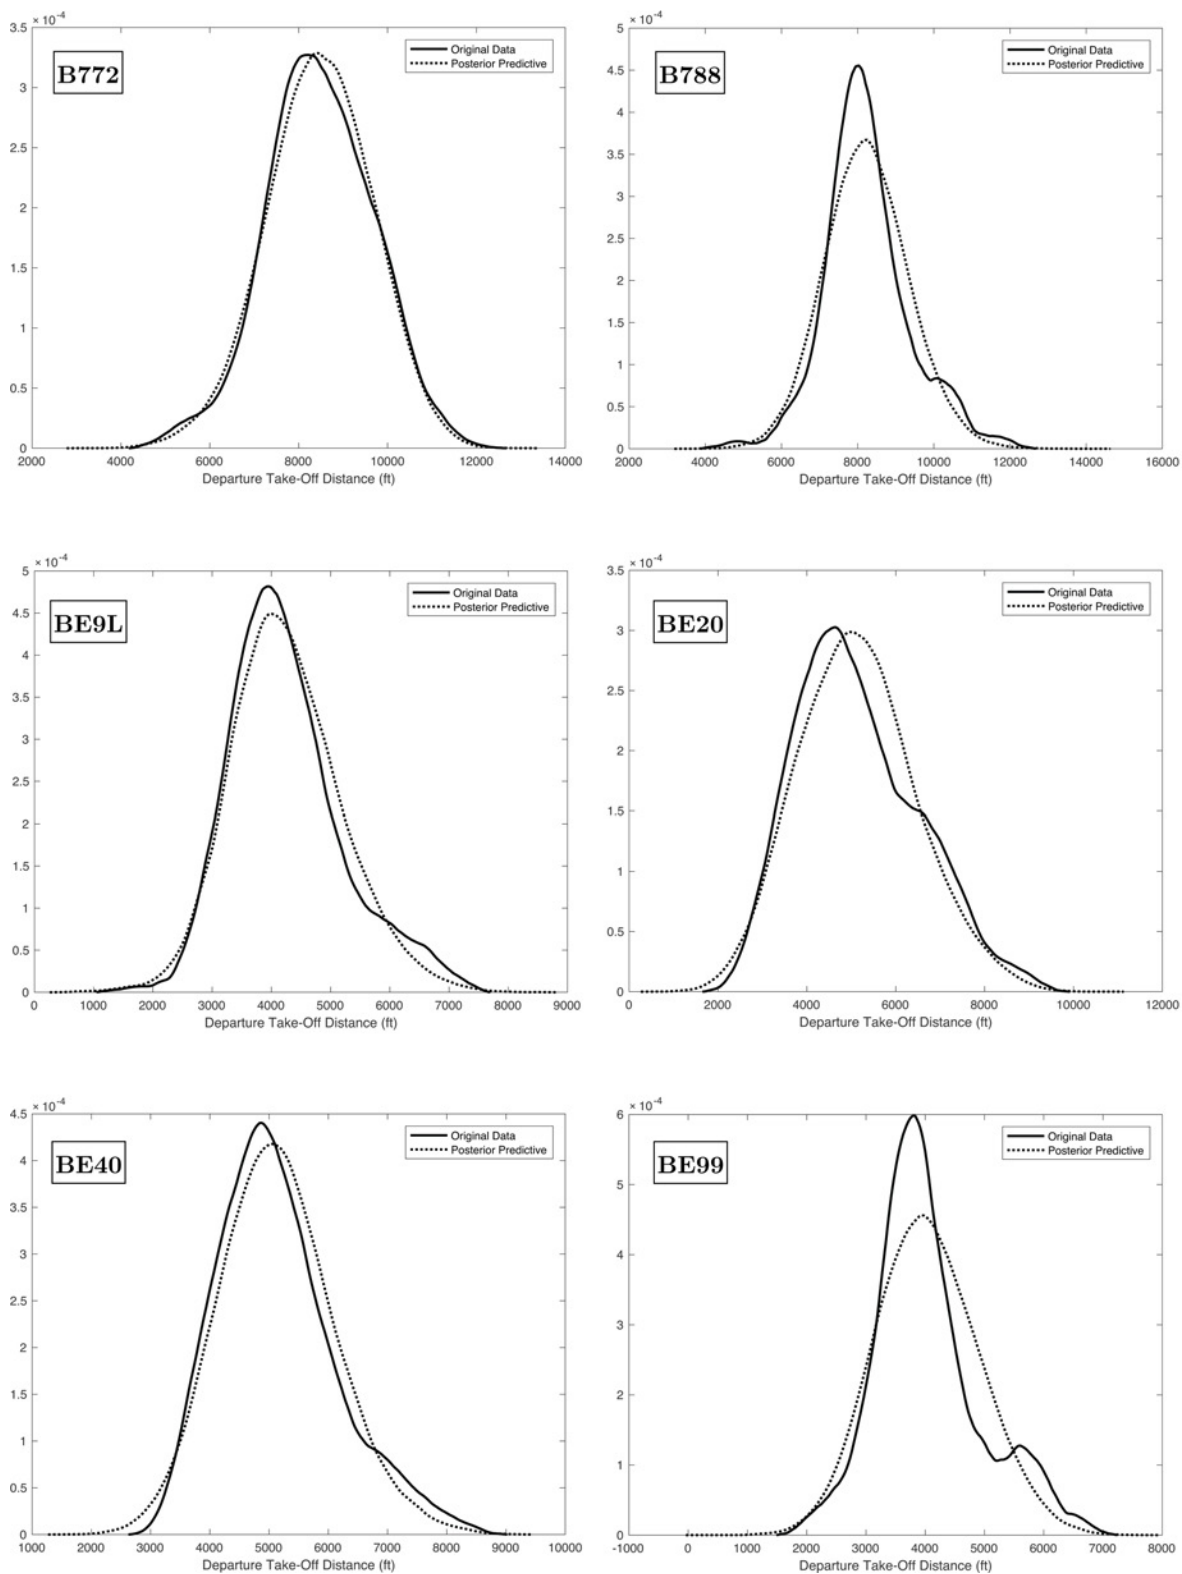 × 10⁻⁴
3.5
3
2.5
2
1.5
1
0.5
0
2000 4000 6000 8000 10000 12000 14000
Departure Take-Off Distance (ft)
B772
Original Data
Posterior Predictive
× 10⁻⁴
5
4.5
4
3.5
3
2.5
2
1.5
1
0.5
0
2000 4000 6000 8000 10000 12000 14000 16000
Departure Take-Off Distance (ft)
B788
Original Data
Posterior Predictive
× 10⁻⁴
5
4.5
4
3.5
3
2.5
2
1.5
1
0.5
0
0 1000 2000 3000 4000 5000 6000 7000 8000 9000
Departure Take-Off Distance (ft)
BE9L
Original Data
Posterior Predictive
× 10⁻⁴
3.5
3
2.5
2
1.5
1
0.5
0
0 2000 4000 6000 8000 10000 12000
Departure Take-Off Distance (ft)
BE20
Original Data
Posterior Predictive
× 10⁻⁴
4.5
4
3.5
3
2.5
2
1.5
1
0.5
0
1000 2000 3000 4000 5000 6000 7000 8000 9000 10000
Departure Take-Off Distance (ft)
BE40
Original Data
Posterior Predictive
× 10⁻⁴
6
5
4
3
2
1
0
-1000 0 1000 2000 3000 4000 5000 6000 7000 8000
Departure Take-Off Distance (ft)
BE99
Original Data
Posterior Predictive